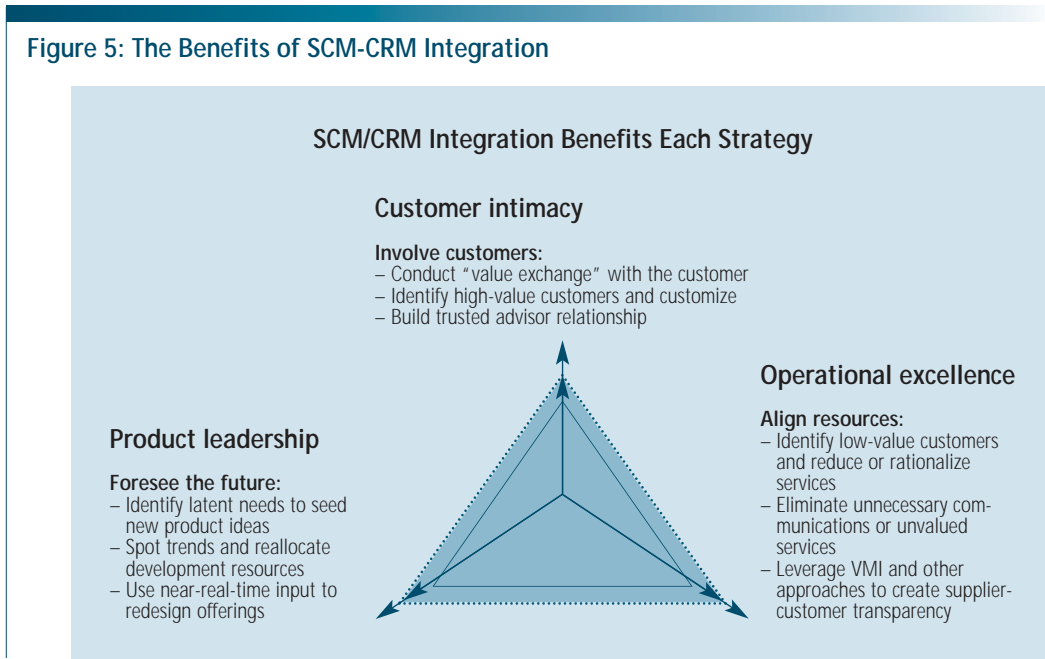 Figure 5: The Benefits of SCM-CRM Integration
SCM/CRM Integration Benefits Each Strategy
Customer intimacy
Involve customers:
– Conduct “value exchange” with the customer
– Identify high-value customers and customize
– Build trusted advisor relationship
Operational excellence
Align resources:
– Identify low-value customers
and reduce or rationalize
services
– Eliminate unnecessary com-
munications or unvalued
services
– Leverage VMI and other
approaches to create supplier-
customer transparency
Product leadership
Foresee the future:
– Identify latent needs to seed
new product ideas
– Spot trends and reallocate
development resources
– Use near-real-time input to
redesign offerings